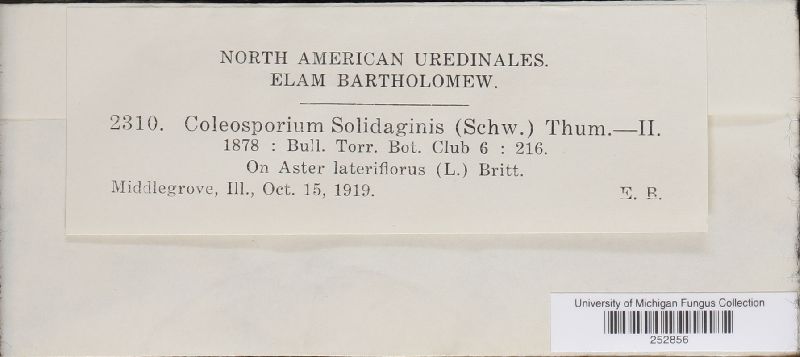 NORTH AMERICAN UREDINALES.
ELAM BARTHOLOMEW.
2310. Coleosporium Solidaginis (Schw.) Thum.—II.
1878 : Bull. Torr. Bot. Club 6 : 216.
On Aster lateriflorus (L.) Britt.
Middlegrove, Ill., Oct. 15, 1919. E. B.
University of Michigan Fungus Collection
252856